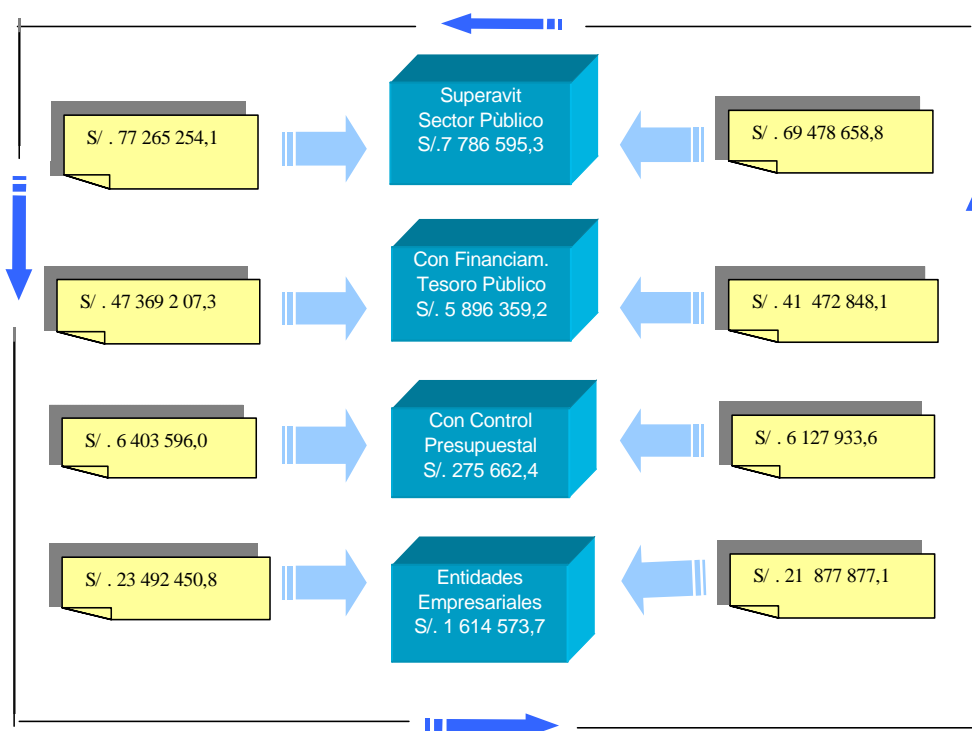 S/ . 77 265 254,1
Superavit
Sector Pùblico
S/.7 786 595,3
S/ . 69 478 658,8
S/ . 47 369 2 07,3
Con Financiam.
Tesoro Pùblico
S/. 5 896 359,2
S/ . 41 472 848,1
S/ . 6 403 596,0
Con Control
Presupuestal
S/. 275 662,4
S/ . 6 127 933,6
S/ . 23 492 450,8
Entidades
Empresariales
S/. 1 614 573,7
S/ . 21 877 877,1